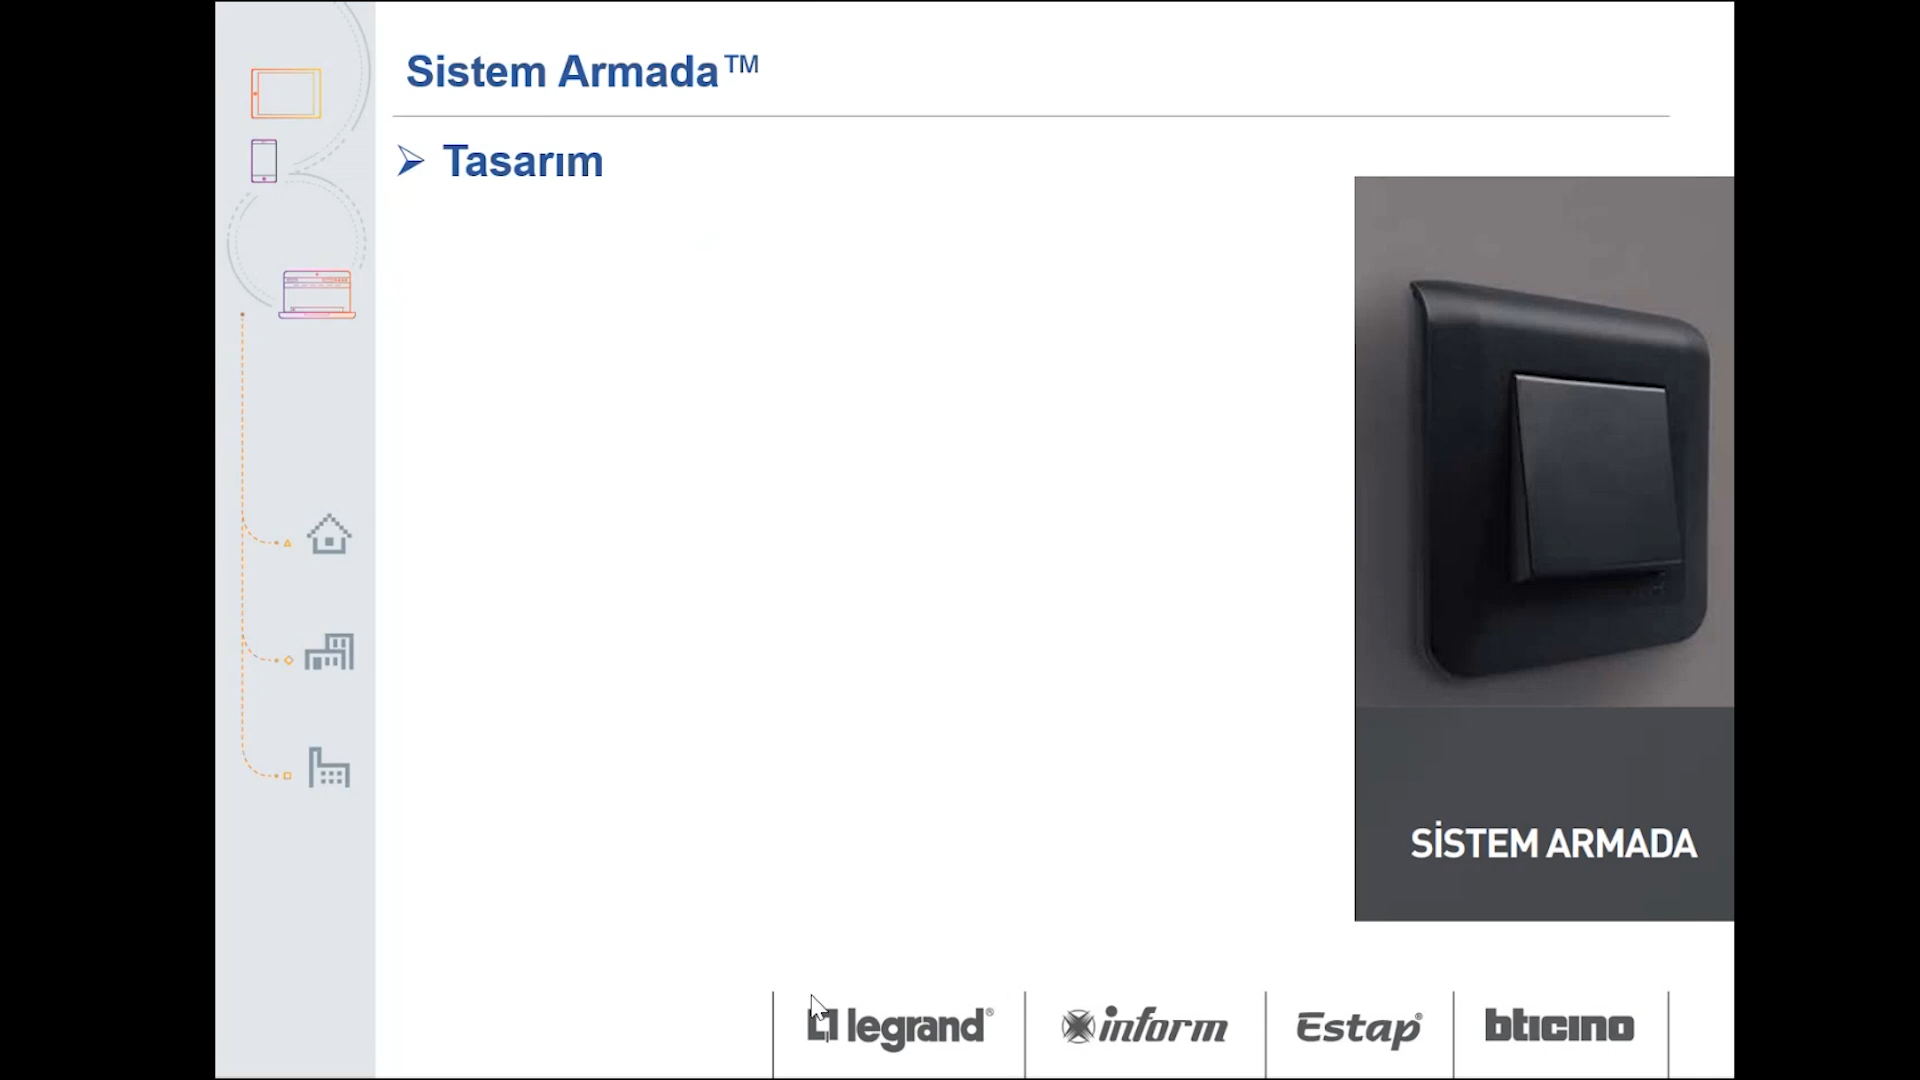 Sistem Armada™
Tasarım
SİSTEM ARMADA
legrand®
inform
Estap®
bticino